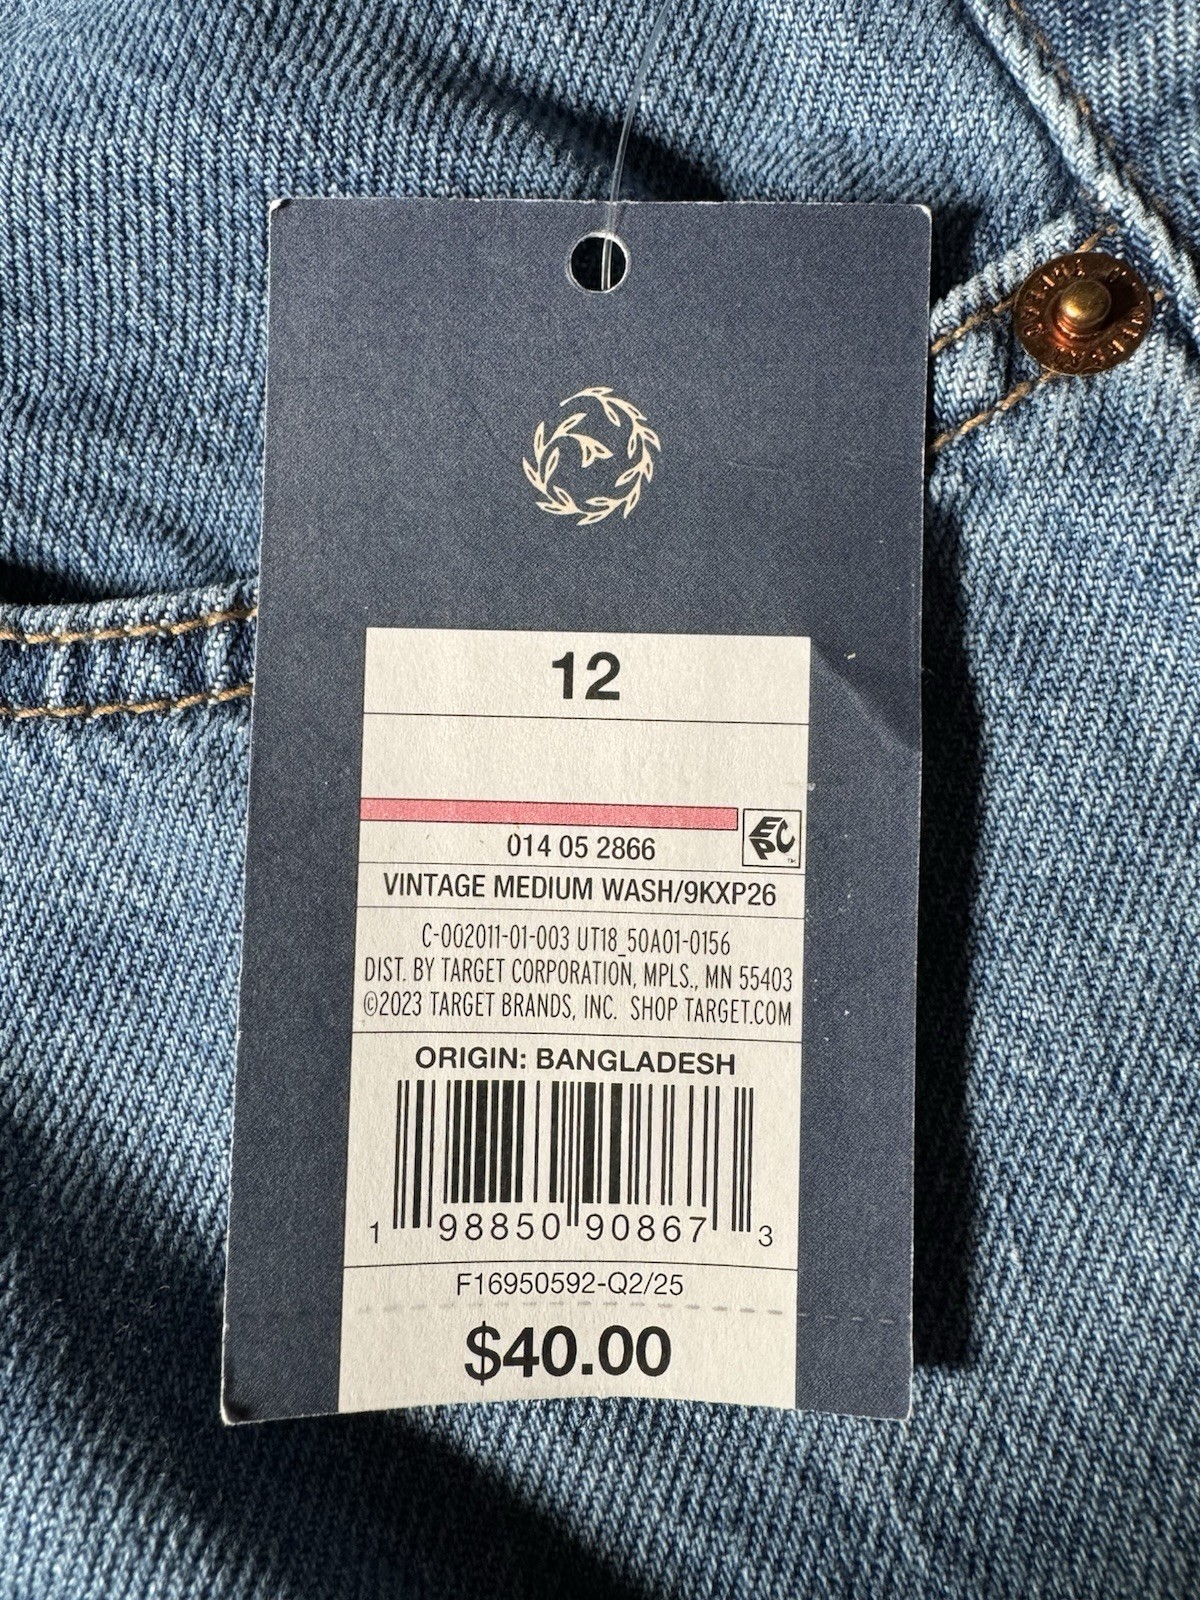 12
014 05 2866
EPC
TM
VINTAGE MEDIUM WASH/9KXP26
C-002011-01-003 UT18_50A01-0156
DIST. BY TARGET CORPORATION, MPLS., MN 55403
©2023 TARGET BRANDS, INC. SHOP TARGET.COM
ORIGIN: BANGLADESH
1 98850 90867 3
F16950592-Q2/25
$40.00